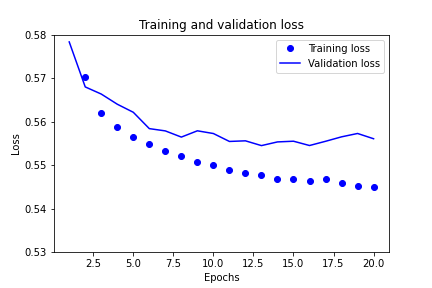 Training and validation loss
Training loss
Validation loss
0.58
0.57
0.56
0.55
0.54
0.53
Loss
2.5 5.0 7.5 10.0 12.5 15.0 17.5 20.0
Epochs